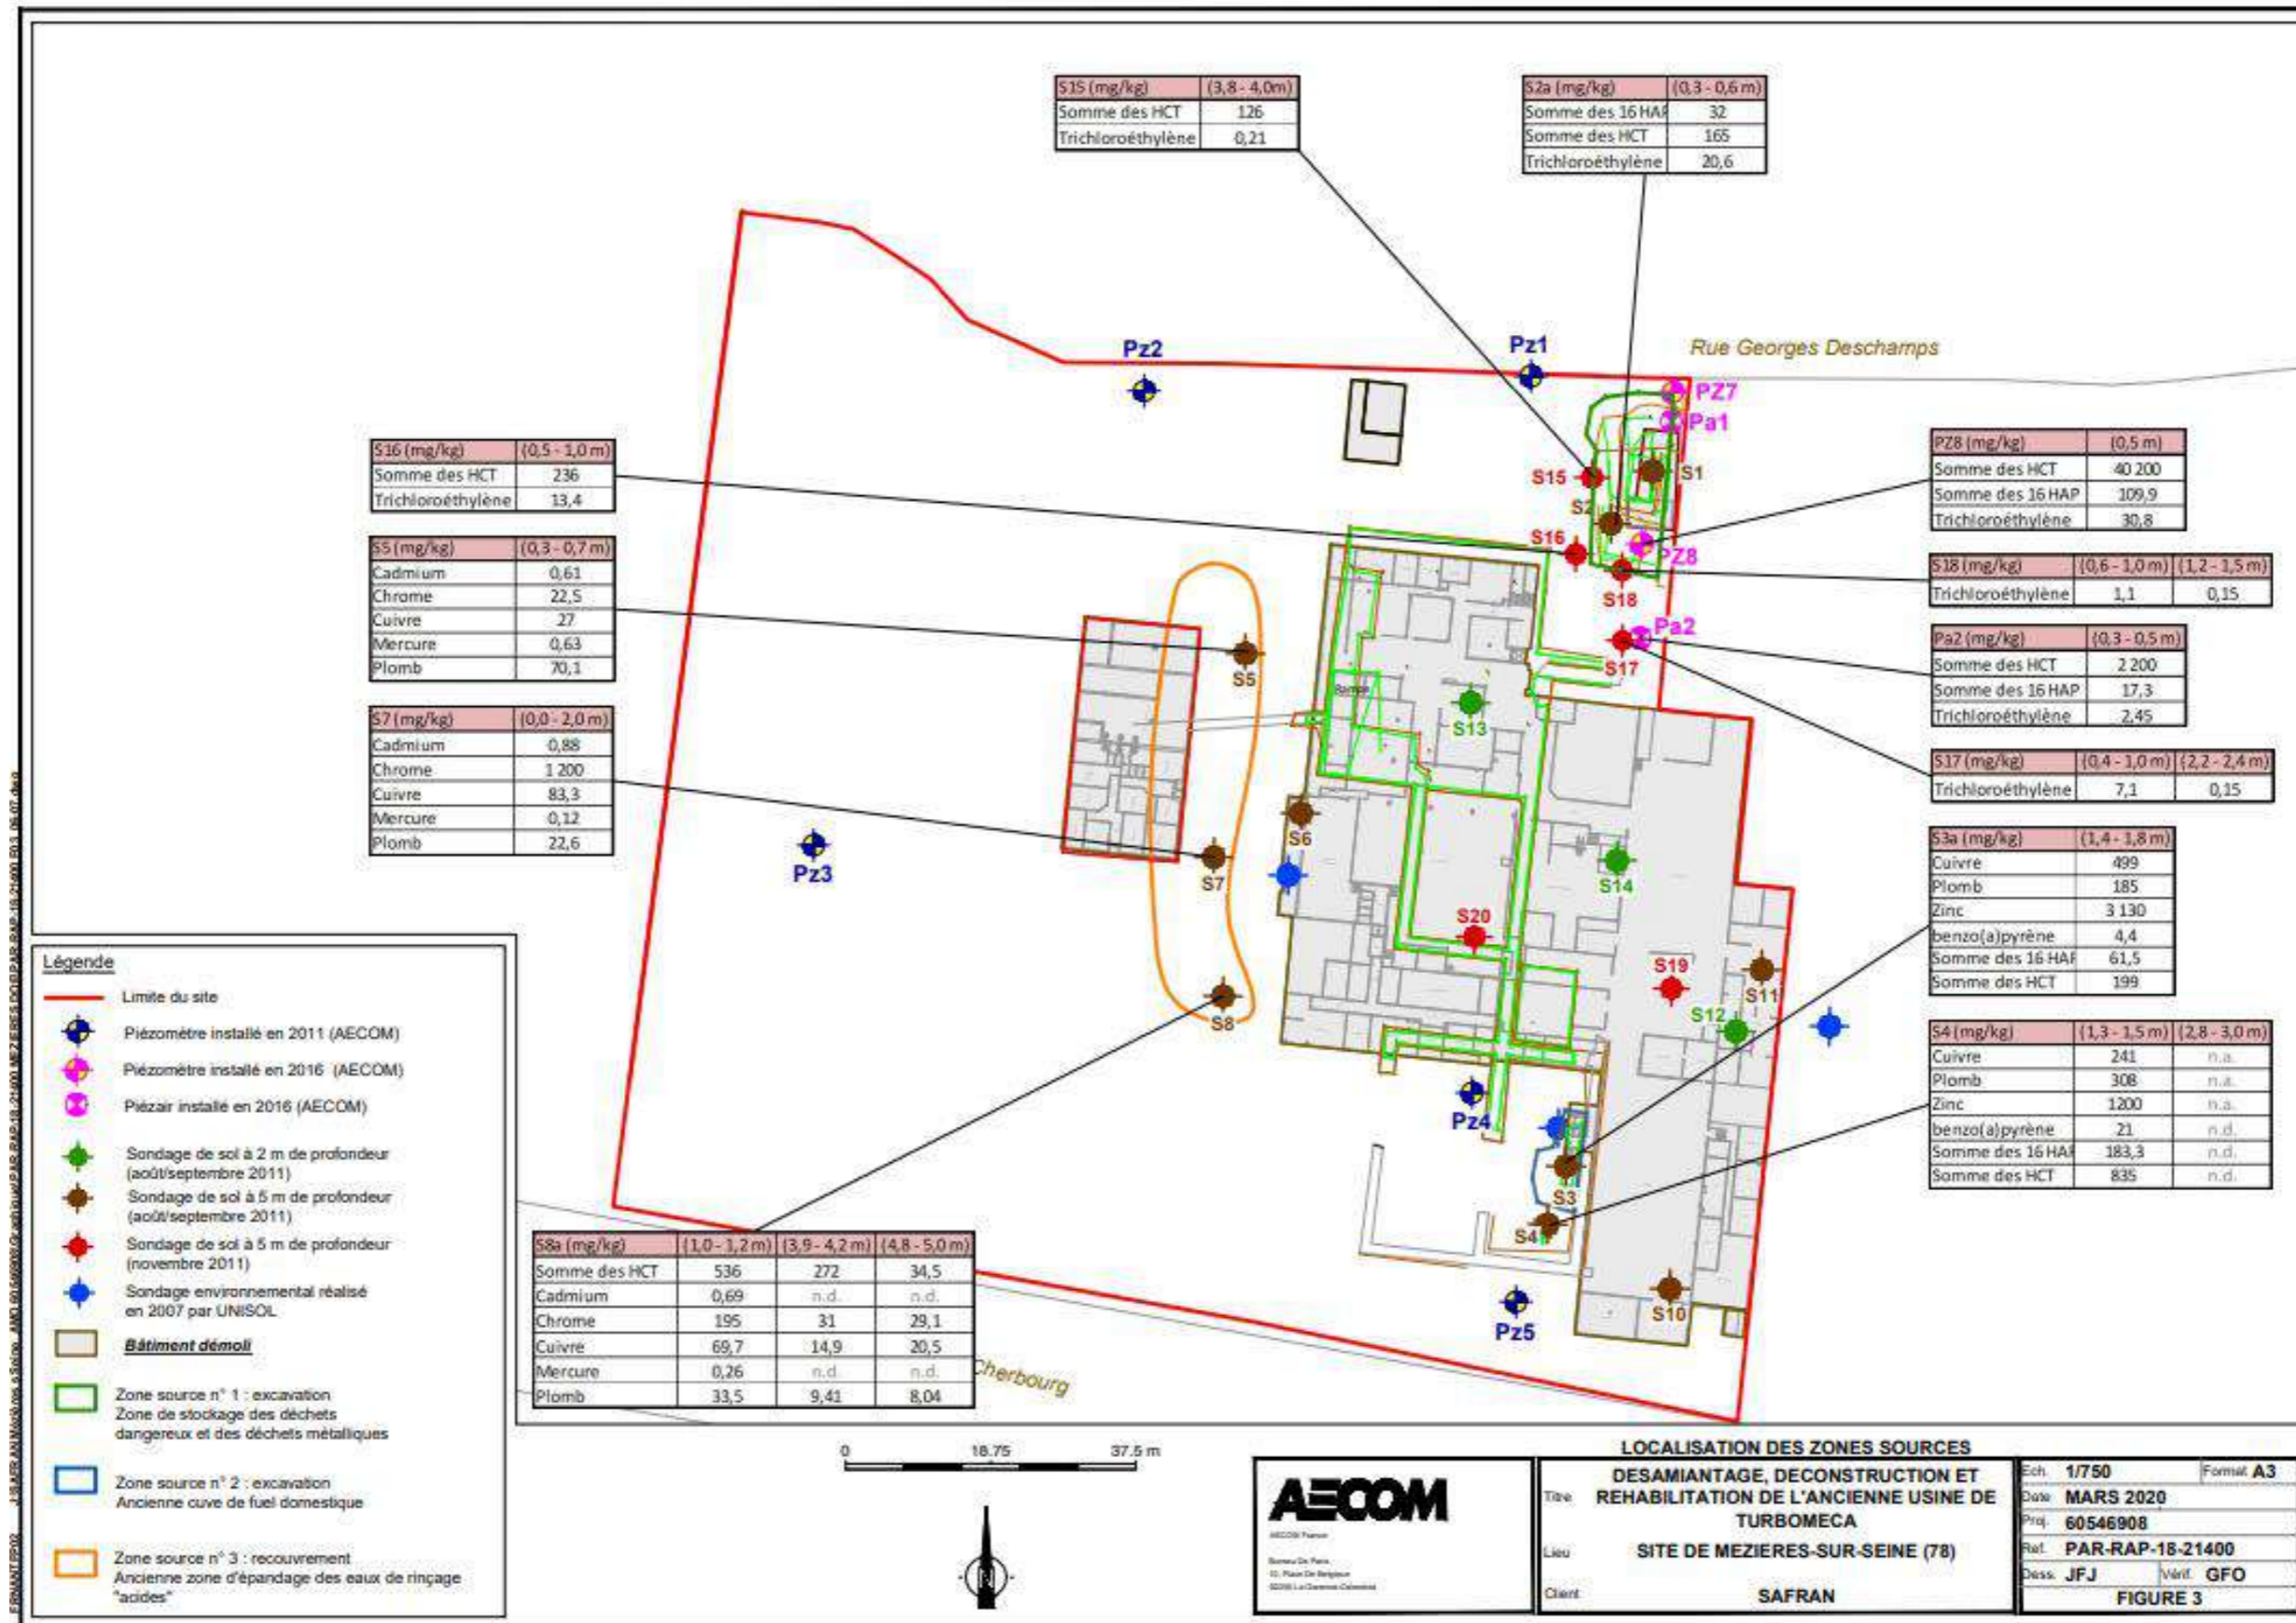 S15 (mg/kg) (3,8 - 4,0m)
Somme des HCT 126
Trichloroéthylène 0,21
S2a (mg/kg) (0,3 - 0,6 m)
Somme des 16 HAP 32
Somme des HCT 165
Trichloroéthylène 20,6
Rue Georges Deschamps
Pz2
Pz1
PZ7
Pa1
S15
S1
S2
S16
PZ8
S18
Pa2
S17
S16 (mg/kg) (0,5 - 1,0 m)
Somme des HCT 236
Trichloroéthylène 13,4
S5 (mg/kg) (0,3 - 0,7 m)
Cadmium 0,61
Chrome 22,5
Cuivre 27
Mercure 0,63
Plomb 70,1
S7 (mg/kg) (0,0 - 2,0 m)
Cadmium 0,88
Chrome 1 200
Cuivre 83,3
Mercure 0,12
Plomb 22,6
PZ8 (mg/kg) (0,5 m)
Somme des HCT 40 200
Somme des 16 HAP 109,9
Trichloroéthylène 30,8
S18 (mg/kg) (0,6 - 1,0 m) (1,2 - 1,5 m)
Trichloroéthylène 1,1 0,15
Pa2 (mg/kg) (0,3 - 0,5 m)
Somme des HCT 2 200
Somme des 16 HAP 17,3
Trichloroéthylène 2,45
S17 (mg/kg) (0,4 - 1,0 m) (2,2 - 2,4 m)
Trichloroéthylène 7,1 0,15
S3a (mg/kg) (1,4 - 1,8 m)
Cuivre 499
Plomb 185
Zinc 3 130
benzo(a)pyrène 4,4
Somme des 16 HAP 61,5
Somme des HCT 199
S4 (mg/kg) (1,3 - 1,5 m) (2,8 - 3,0 m)
Cuivre 241 n.a.
Plomb 308 n.a.
Zinc 1200 n.a.
benzo(a)pyrène 21 n.d.
Somme des 16 HAP 183,3 n.d.
Somme des HCT 835 n.d.
S5
S13
S6
S7
S14
Pz3
S20
S19
S11
S12
S8
Pz4
S3
S4
S10
Pz5
S8a (mg/kg) (1,0 - 1,2 m) (3,9 - 4,2 m) (4,8 - 5,0 m)
Somme des HCT 536 272 34,5
Cadmium 0,69 n.d. n.d.
Chrome 195 31 29,1
Cuivre 69,7 14,9 20,5
Mercure 0,26 n.d. n.d.
Plomb 33,5 9,41 8,04
Cherbourg
Légende
Limite du site
Piézomètre installé en 2011 (AECOM)
Piézomètre installé en 2016 (AECOM)
Piézair installé en 2016 (AECOM)
Sondage de sol à 2 m de profondeur
(août/septembre 2011)
Sondage de sol à 5 m de profondeur
(août/septembre 2011)
Sondage de sol à 5 m de profondeur
(novembre 2011)
Sondage environnemental réalisé
en 2007 par UNISOL
Bâtiment démoli
Zone source n° 1 : excavation
Zone de stockage des déchets
dangereux et des déchets métalliques
Zone source n° 2 : excavation
Ancienne cuve de fuel domestique
Zone source n° 3 : recouvrement
Ancienne zone d'épandage des eaux de rinçage
"acides"
0 18.75 37.5 m
AECOM
AECOM France
LOCALISATION DES ZONES SOURCES
Titre DESAMIANTAGE, DECONSTRUCTION ET
REHABILITATION DE L'ANCIENNE USINE DE
TURBOMECA
Lieu SITE DE MEZIERES-SUR-SEINE (78)
Client SAFRAN
Ech. 1/750 Format A3
Date MARS 2020
Proj. 60546908
Ref. PAR-RAP-18-21400
Dess. JFJ Vérif. GFO
FIGURE 3